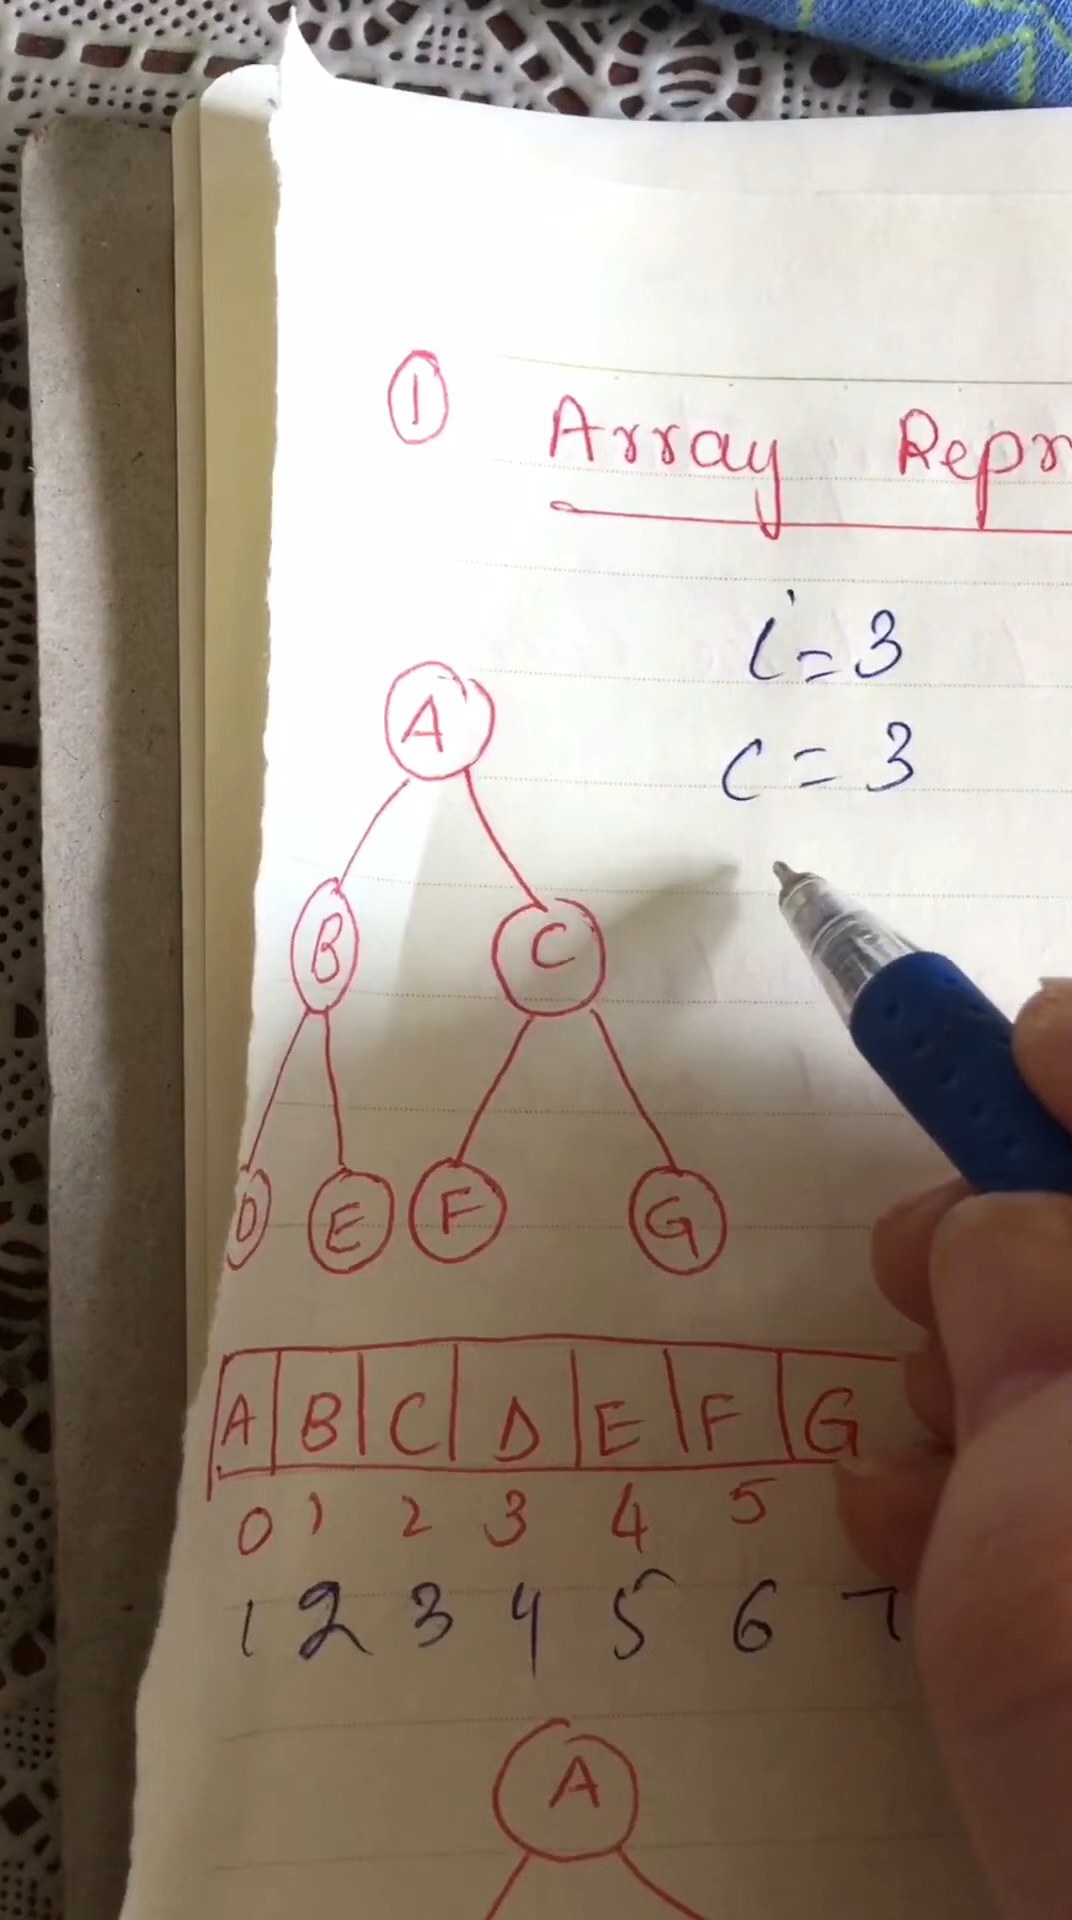 1
Array Repr
i = 3
C = 3
A
B C
D E F G
A B C D E F G
0 1 2 3 4 5
1 2 3 4 5 6 7
A